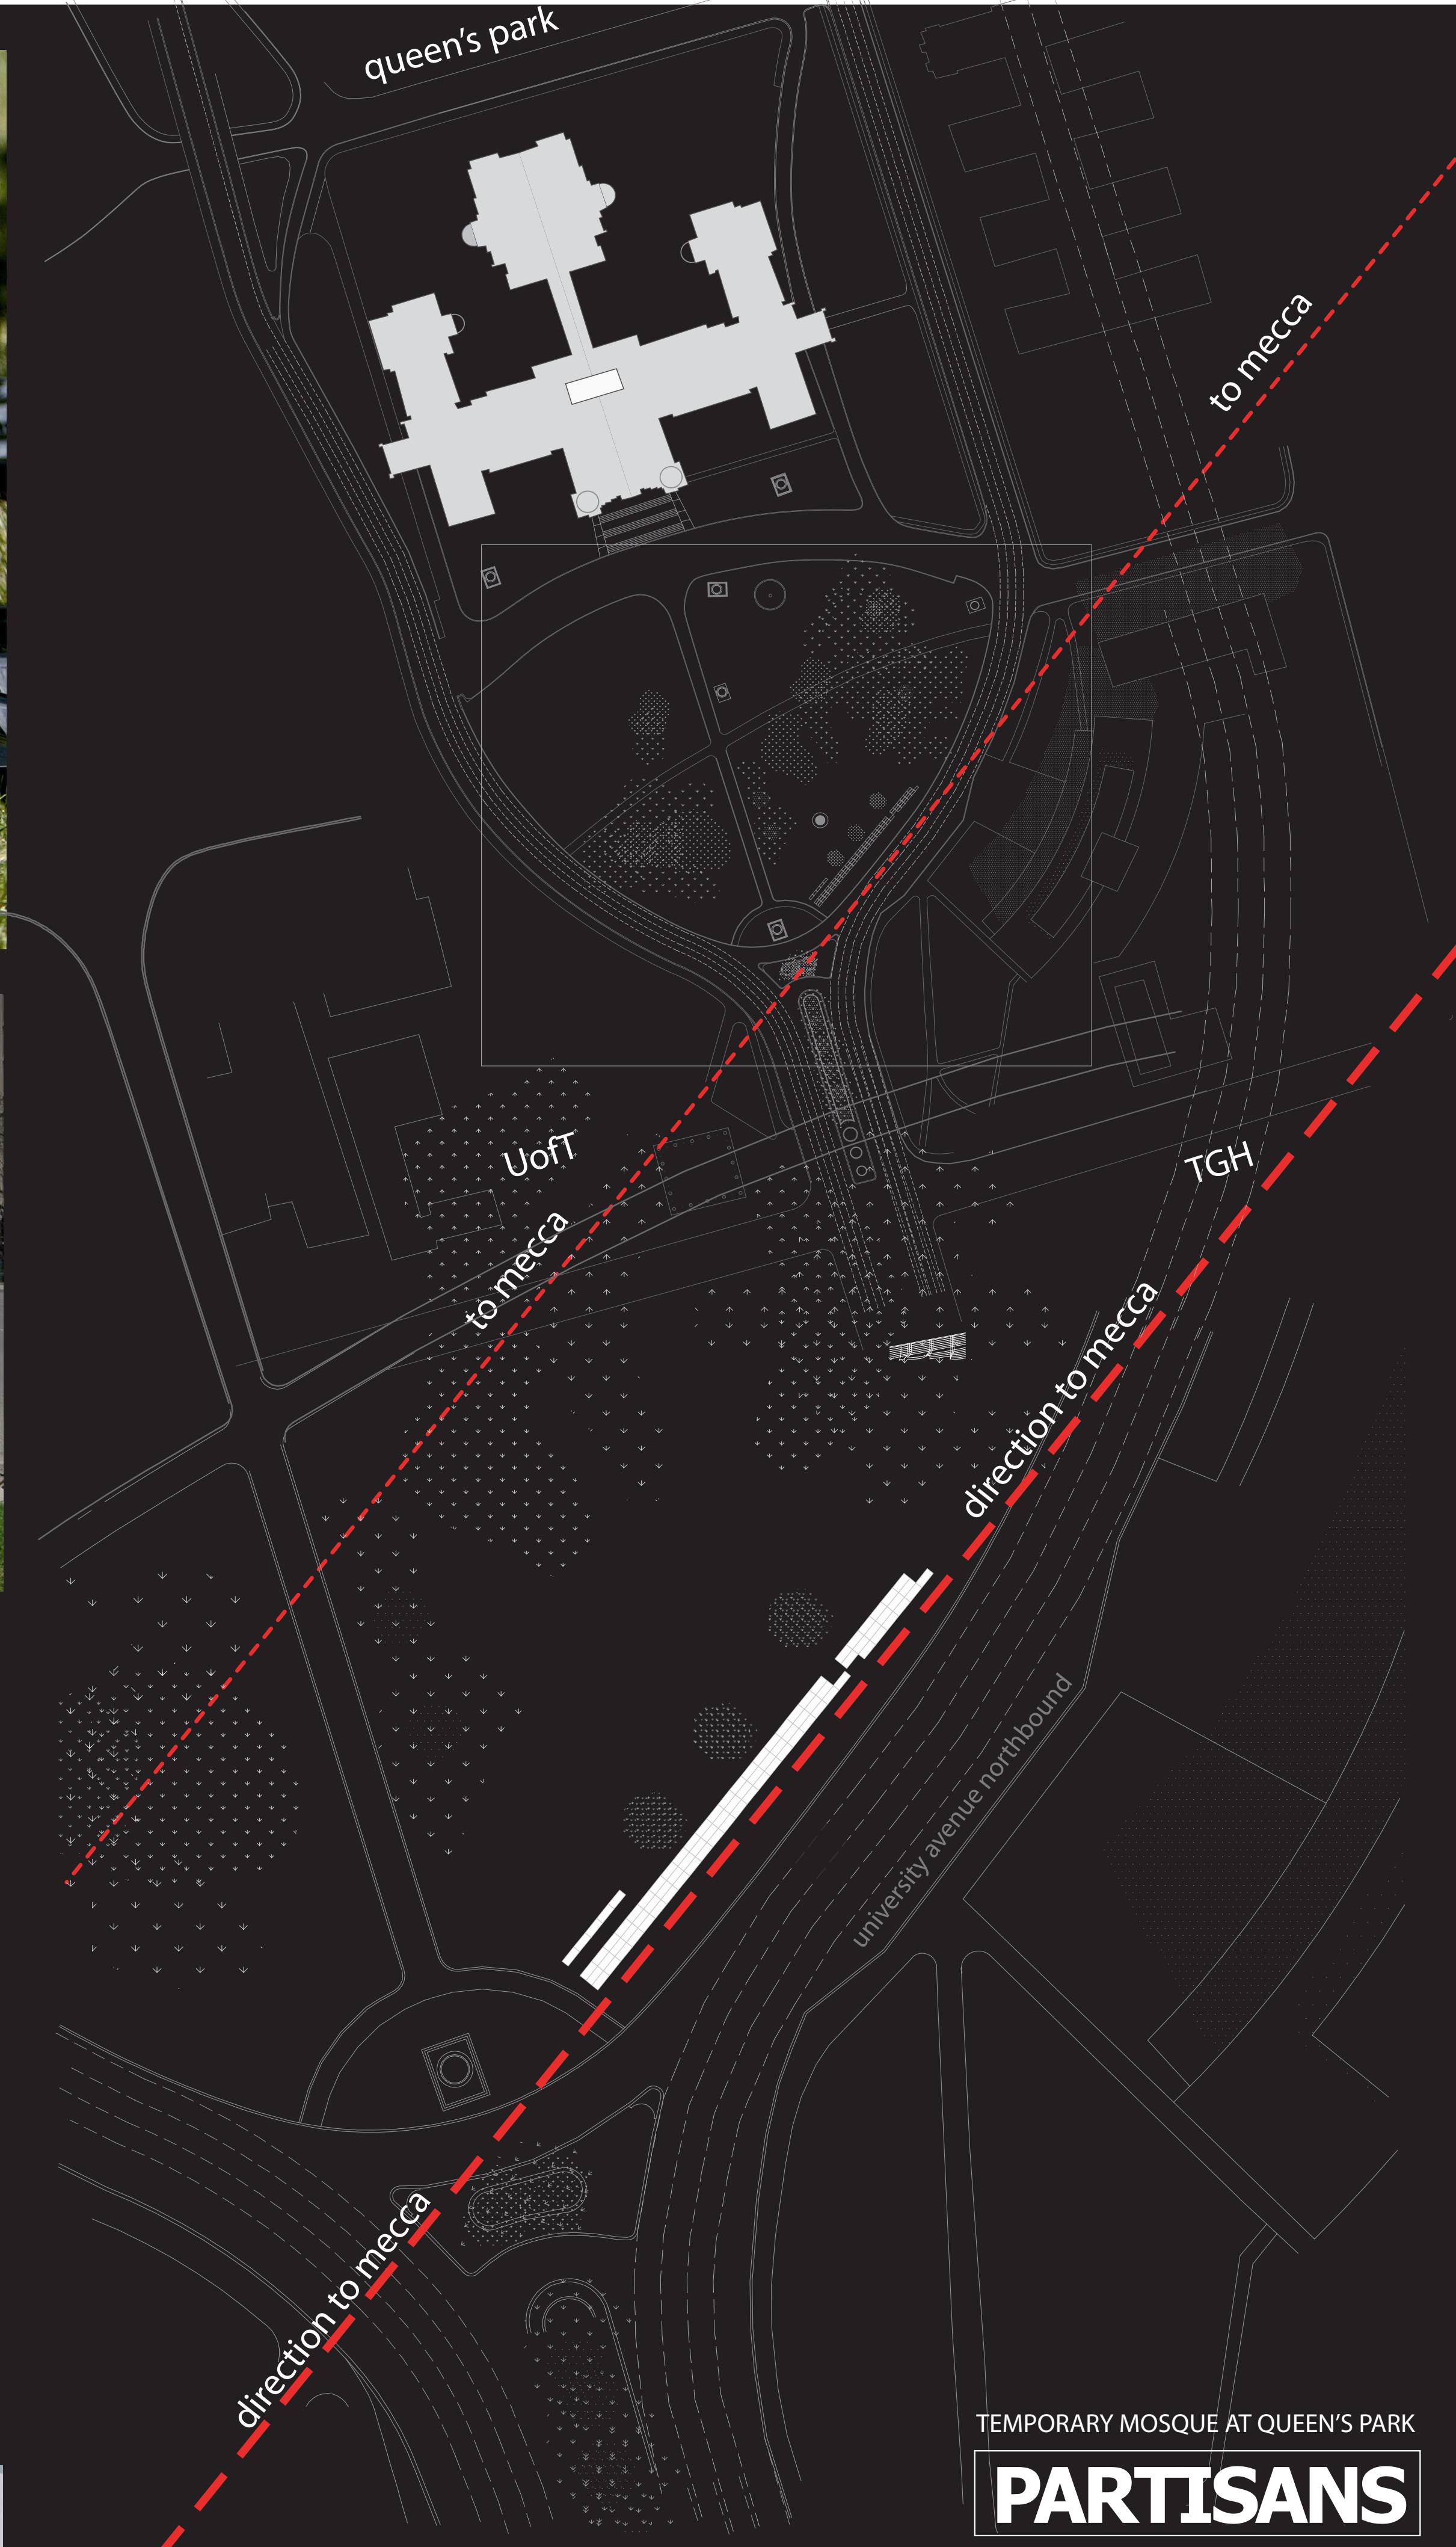 queen's park
to mecca
UofT
TGH
to mecca
direction to mecca
university avenue northbound
direction to mecca
TEMPORARY MOSQUE AT QUEEN'S PARK
PARTISANS